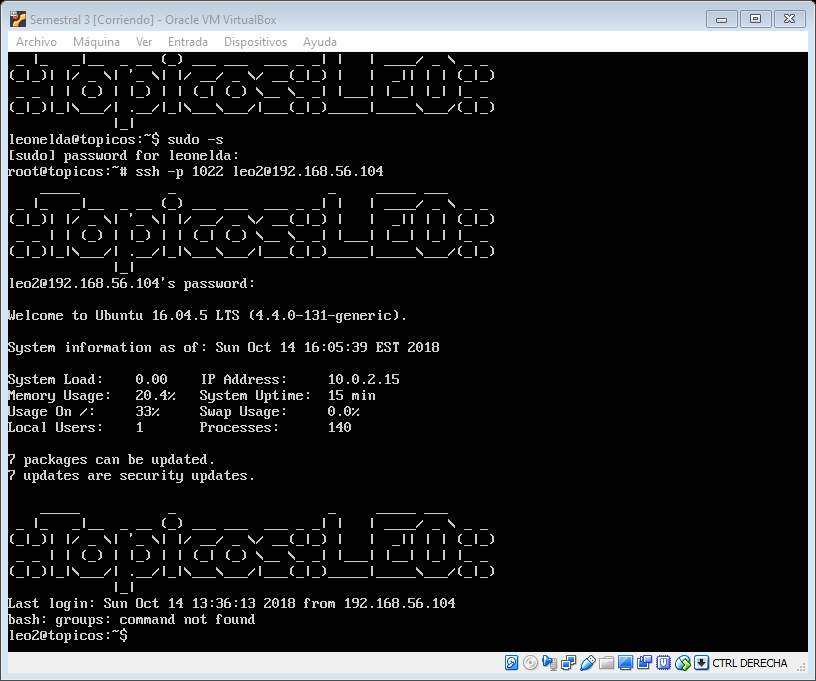 Semestral 3 [Corriendo] - Oracle VM VirtualBox
Archivo Máquina Ver Entrada Dispositivos Ayuda
::Topicos::LEO::
leonelda@topicos:~$ sudo -s
[sudo] password for leonelda:
root@topicos:~# ssh -p 1022 leo2@192.168.56.104
::Topicos::LEO::
leo2@192.168.56.104's password:
Welcome to Ubuntu 16.04.5 LTS (4.4.0-131-generic).
System information as of: Sun Oct 14 16:05:39 EST 2018
System Load: 0.00 IP Address: 10.0.2.15
Memory Usage: 20.4% System Uptime: 15 min
Usage On /: 33% Swap Usage: 0.0%
Local Users: 1 Processes: 140
7 packages can be updated.
7 updates are security updates.
::Topicos::LEO::
Last login: Sun Oct 14 13:36:13 2018 from 192.168.56.104
bash: groups: command not found
leo2@topicos:~$
CTRL DERECHA